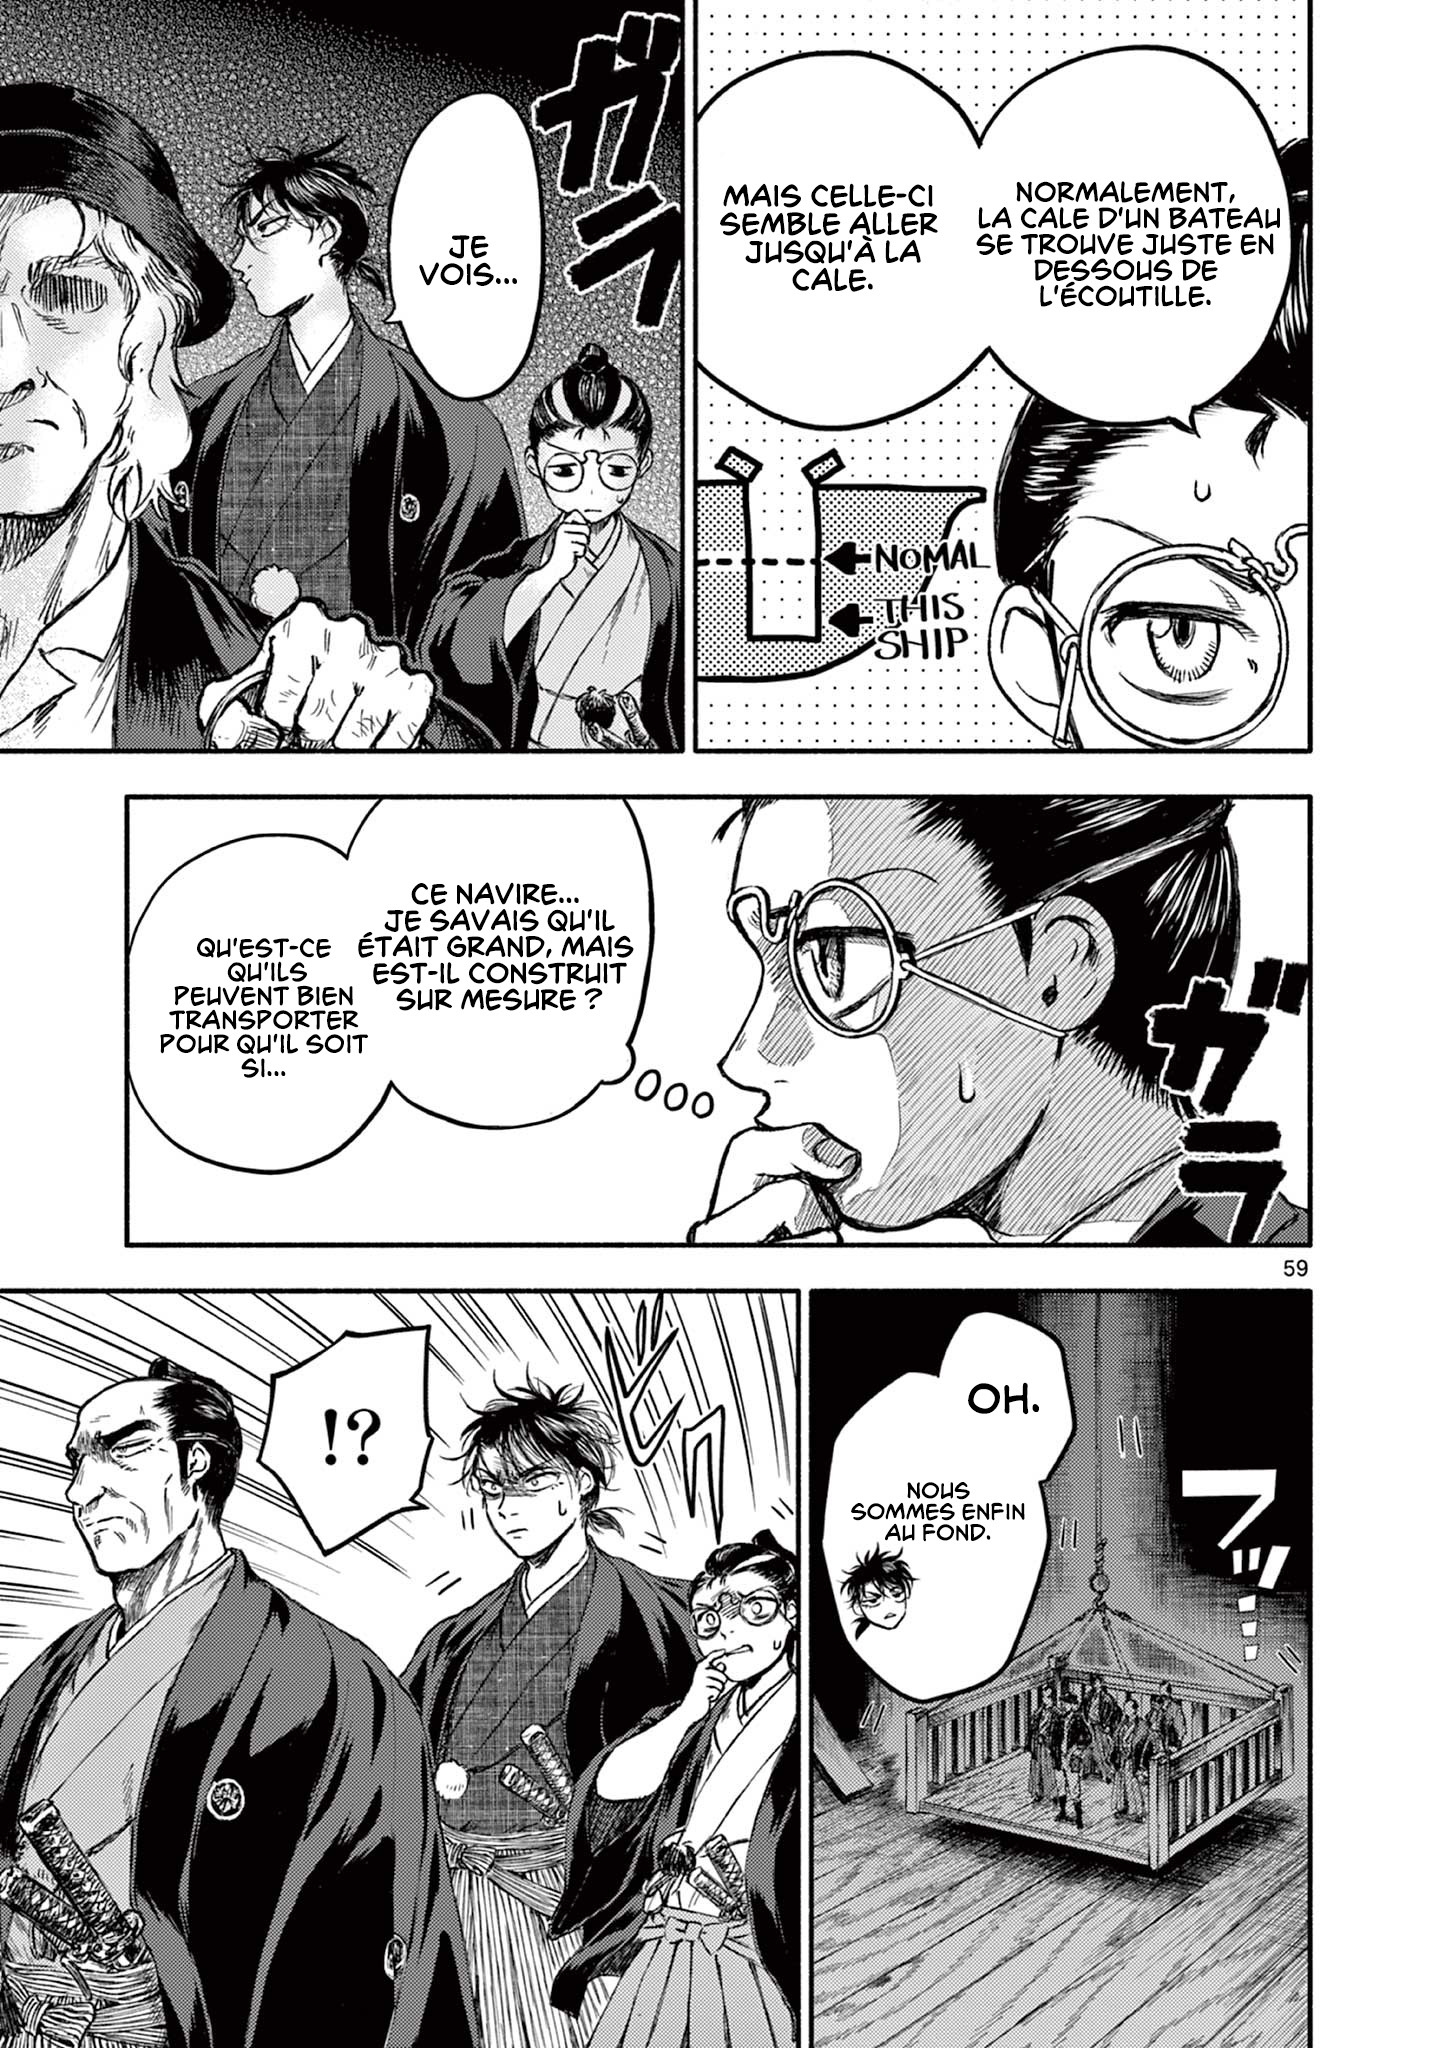 NORMALEMENT,
LA CALE D'UN BATEAU
SE TROUVE JUSTE EN
DESSOUS DE
L'ÉCOUTILLE.
MAIS CELLE-CI
SEMBLE ALLER
JUSQU'À LA
CALE.
NOMAL
THIS
SHIP
ガラ
JE
VOIS...
CE NAVIRE...
JE SAVAIS QU'IL
ÉTAIT GRAND, MAIS
EST-IL CONSTRUIT
SUR MESURE ?
QU'EST-CE
QU'ILS
PEUVENT BIEN
TRANSPORTER
POUR QU'IL SOIT
SI...
ガラ
59
OH.
NOUS
SOMMES ENFIN
AU FOND.
フッ...
!?